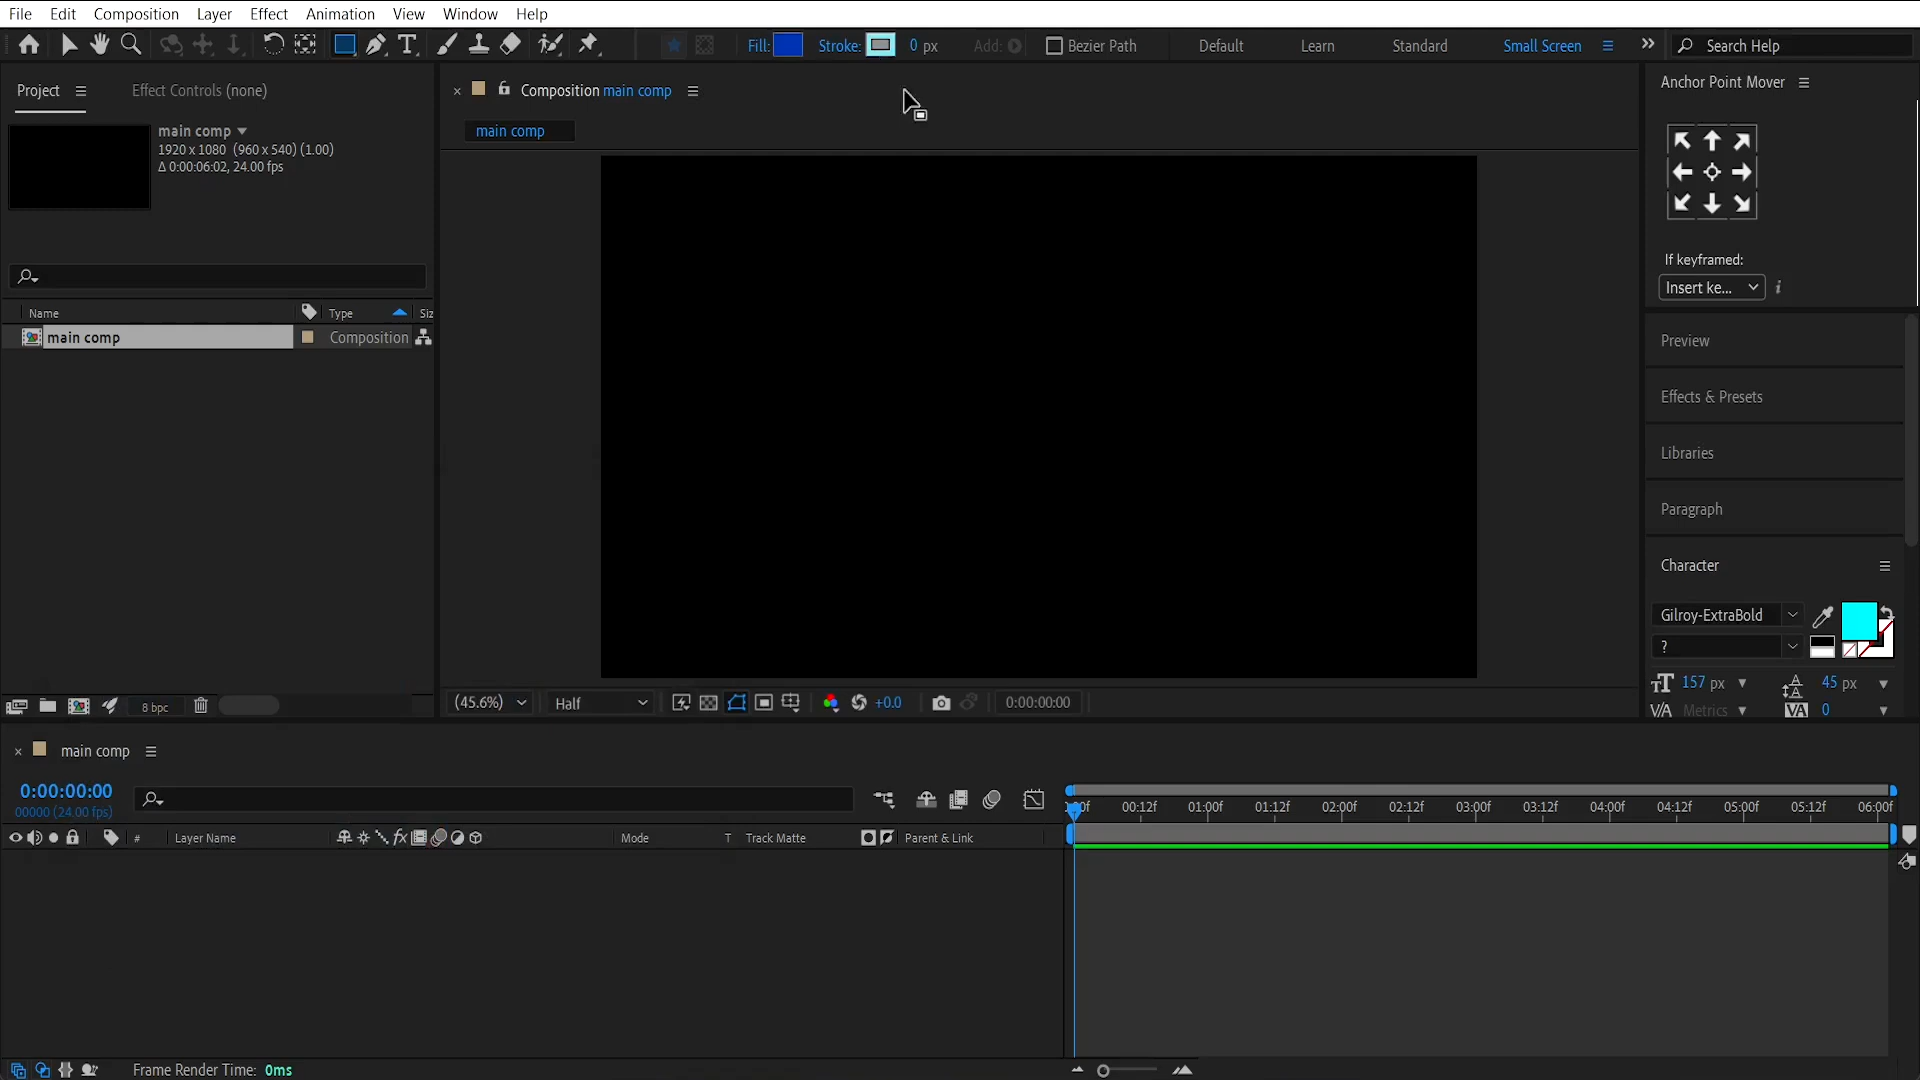 File Edit Composition Layer Effect Animation View Window Help
Fill: Stroke: 0 px Add: Bezier Path Default Learn Standard Small Screen Search Help
Project Effect Controls (none)
Composition main comp
Anchor Point Mover
main comp
1920 x 1080 (960 x 540) (1.00)
Δ 0:00:06:02, 24.00 fps
main comp
If keyframed:
Insert ke...
Name Type Siz
main comp Composition
Preview
Effects & Presets
Libraries
Paragraph
Character
Gilroy-ExtraBold
?
157 px 45 px
Metrics 0
8 bpc
(45.6%) Half +0.0 0:00:00:00
main comp
0:00:00:00
00000 (24.00 fps)
00f 00:12f 01:00f 01:12f 02:00f 02:12f 03:00f 03:12f 04:00f 04:12f 05:00f 05:12f 06:00f
# Layer Name fx Mode T Track Matte Parent & Link
Frame Render Time: 0ms